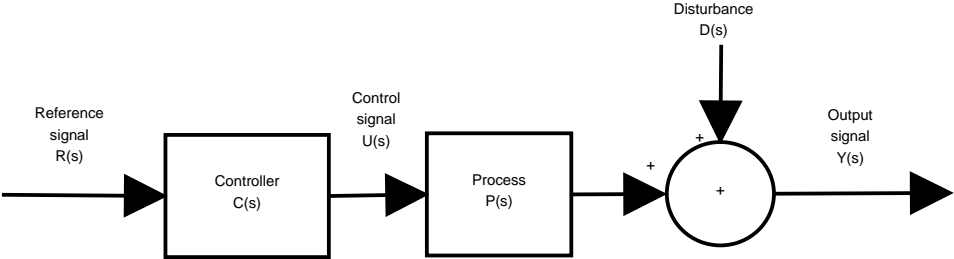 Disturbance
D(s)
Reference
signal
R(s)
Control
signal
U(s)
Output
signal
Y(s)
+
+
Controller
C(s)
Process
P(s)
+